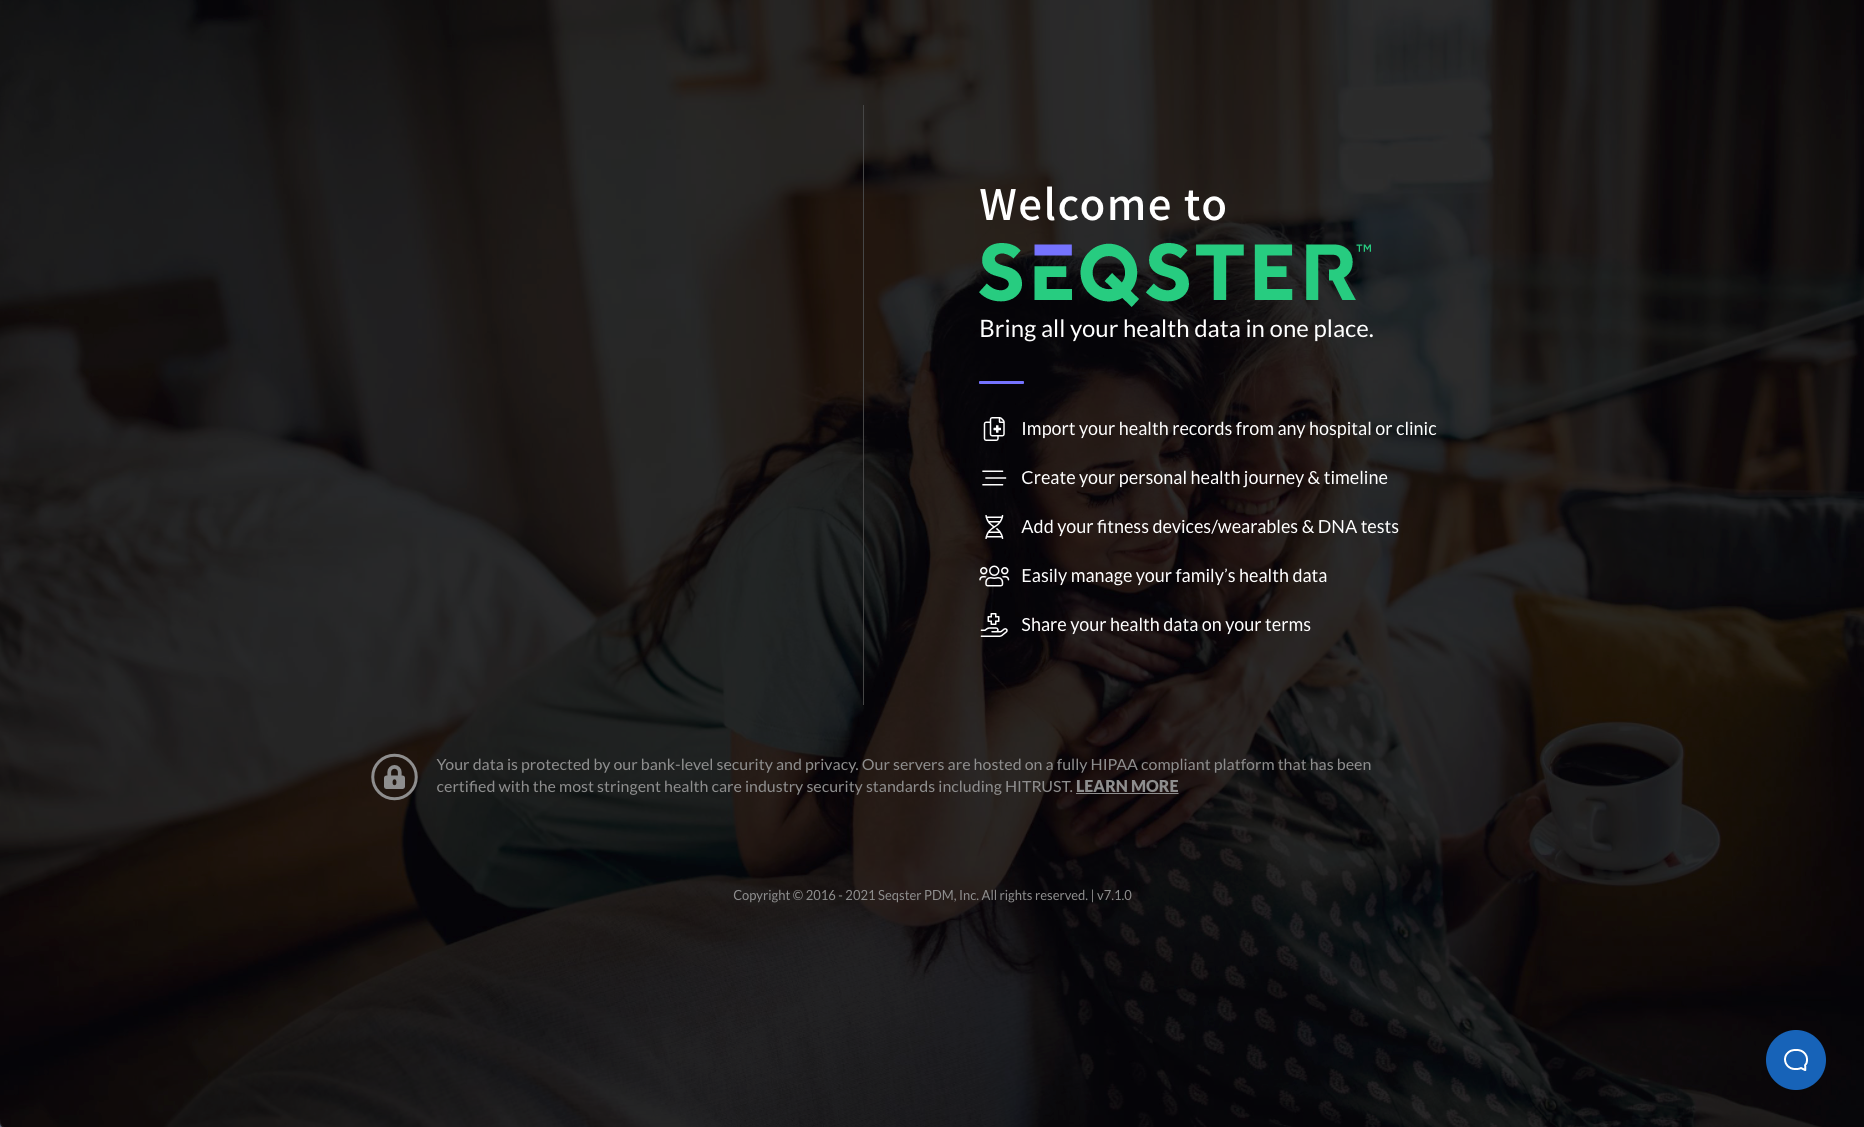 Welcome to
SEQSTER™
Bring all your health data in one place.
Import your health records from any hospital or clinic
Create your personal health journey & timeline
Add your fitness devices/wearables & DNA tests
Easily manage your family’s health data
Share your health data on your terms
Your data is protected by our bank-level security and privacy. Our servers are hosted on a fully HIPAA compliant platform that has been
certified with the most stringent health care industry security standards including HITRUST. LEARN MORE
Copyright © 2016 - 2021 Seqster PDM, Inc. All rights reserved. | v7.1.0